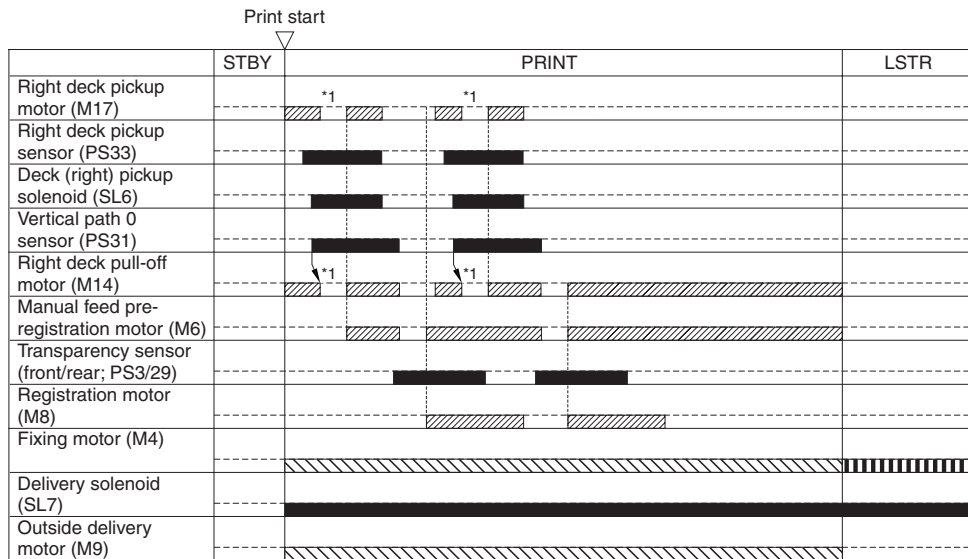 Print start
STBY
PRINT
LSTR
Right deck pickup
motor (M17)
*1
*1
Right deck pickup
sensor (PS33)
Deck (right) pickup
solenoid (SL6)
Vertical path 0
sensor (PS31)
Right deck pull-off
motor (M14)
*1
*1
Manual feed pre-
registration motor (M6)
Transparency sensor
(front/rear; PS3/29)
Registration motor
(M8)
Fixing motor (M4)
Delivery solenoid
(SL7)
Outside delivery
motor (M9)